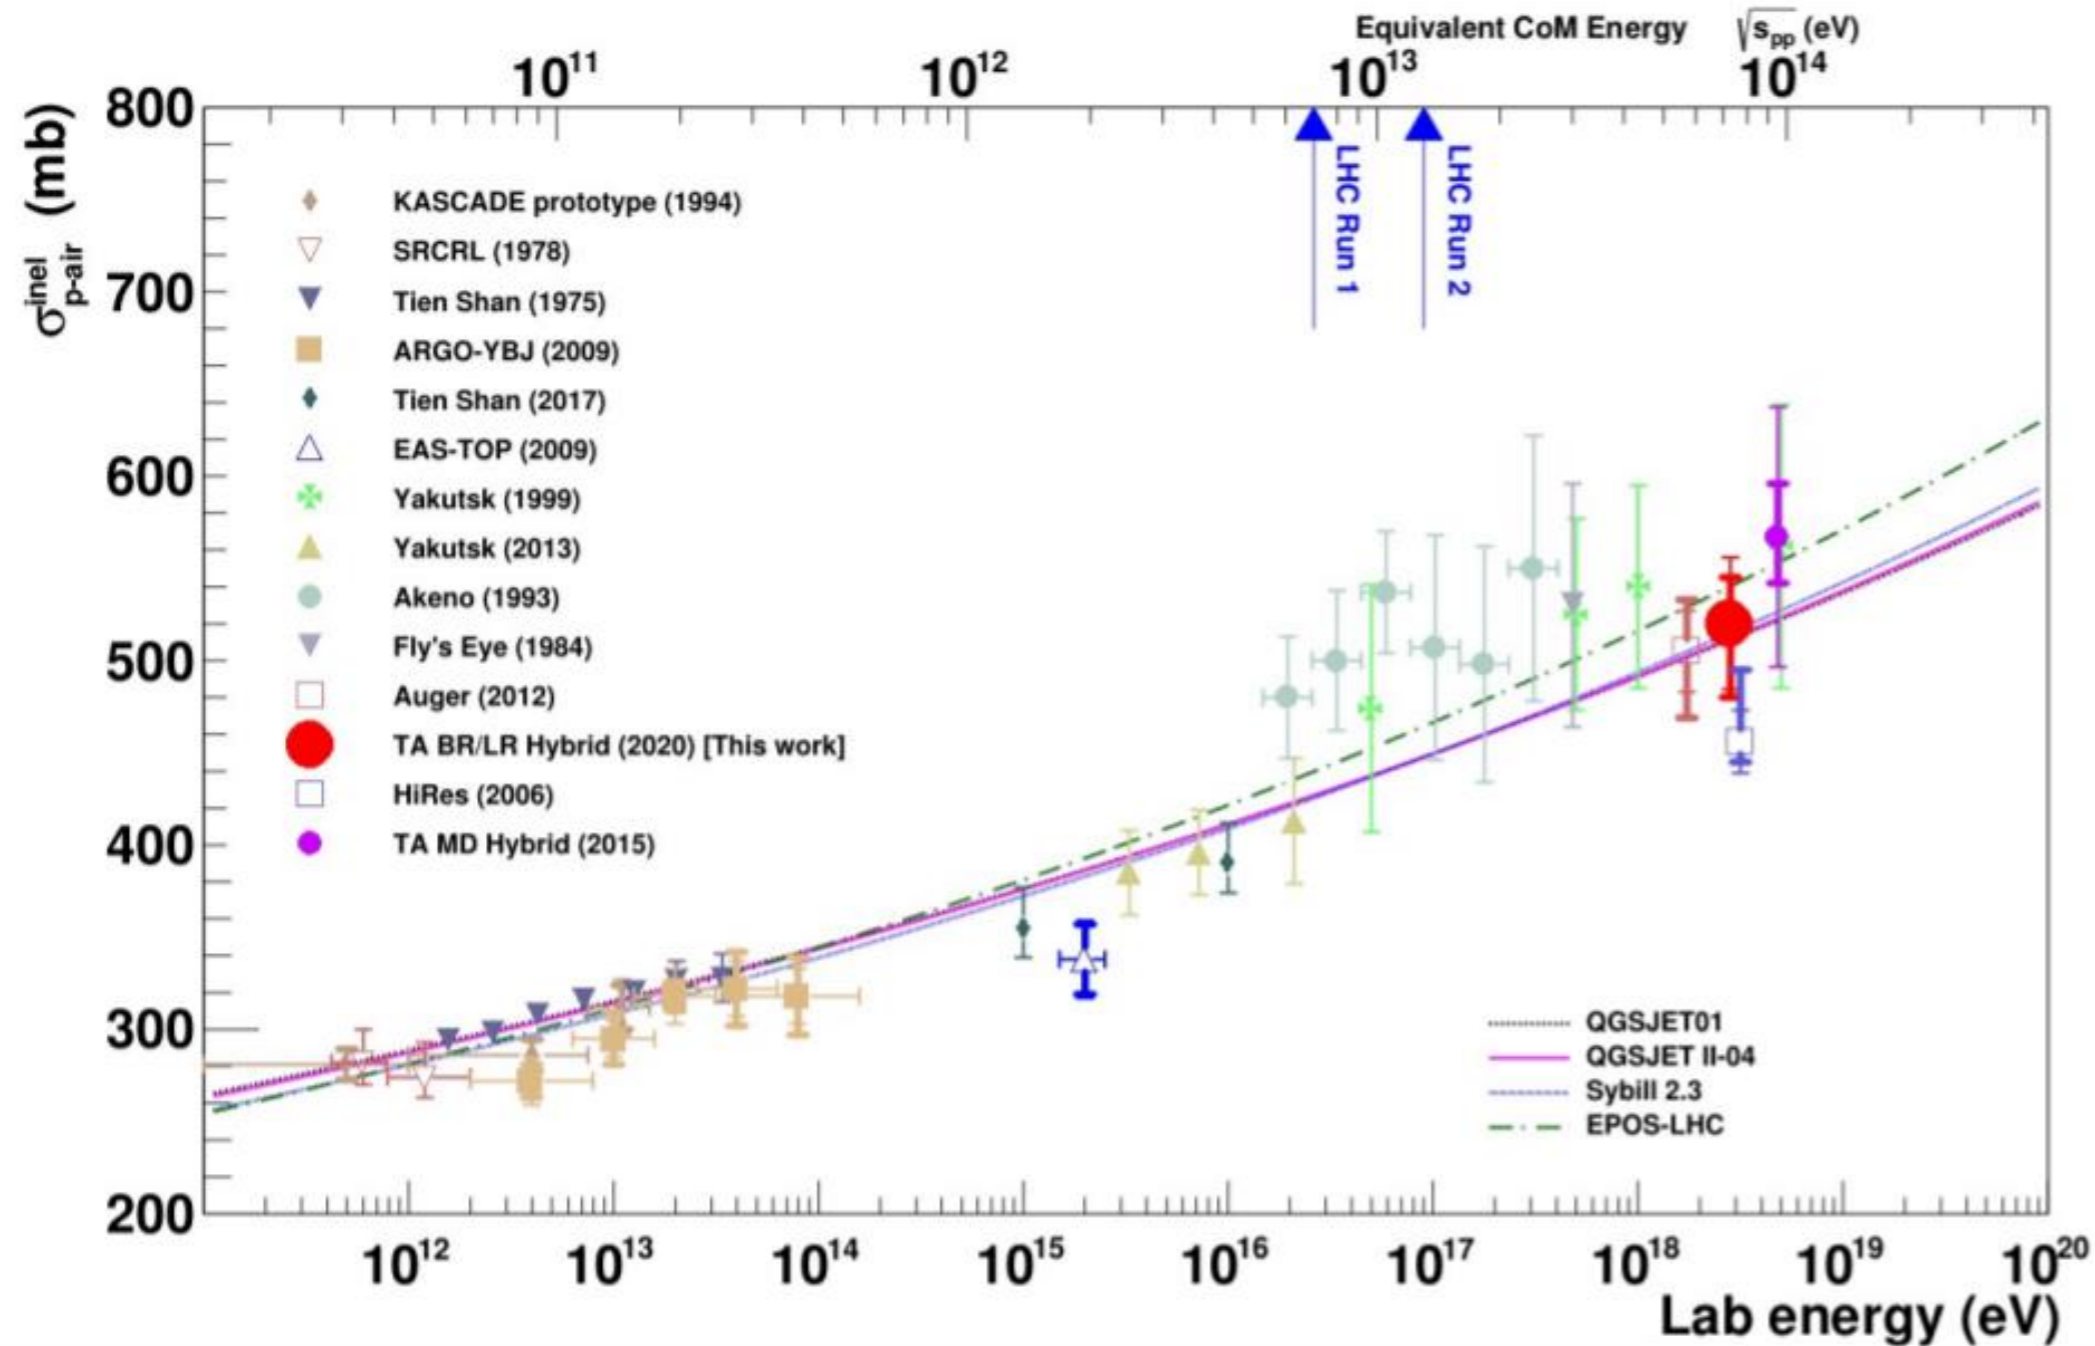 Equivalent CoM Energy √s_pp (eV)
10^11 10^12 10^13 10^14
σ^inel_p-air (mb)
800
700
600
500
400
300
200
LHC Run 1
LHC Run 2
KASCADE prototype (1994)
SRCRL (1978)
Tien Shan (1975)
ARGO-YBJ (2009)
Tien Shan (2017)
EAS-TOP (2009)
Yakutsk (1999)
Yakutsk (2013)
Akeno (1993)
Fly's Eye (1984)
Auger (2012)
TA BR/LR Hybrid (2020) [This work]
HiRes (2006)
TA MD Hybrid (2015)
QGSJET01
QGSJET II-04
Sybill 2.3
EPOS-LHC
10^12 10^13 10^14 10^15 10^16 10^17 10^18 10^19 10^20
Lab energy (eV)